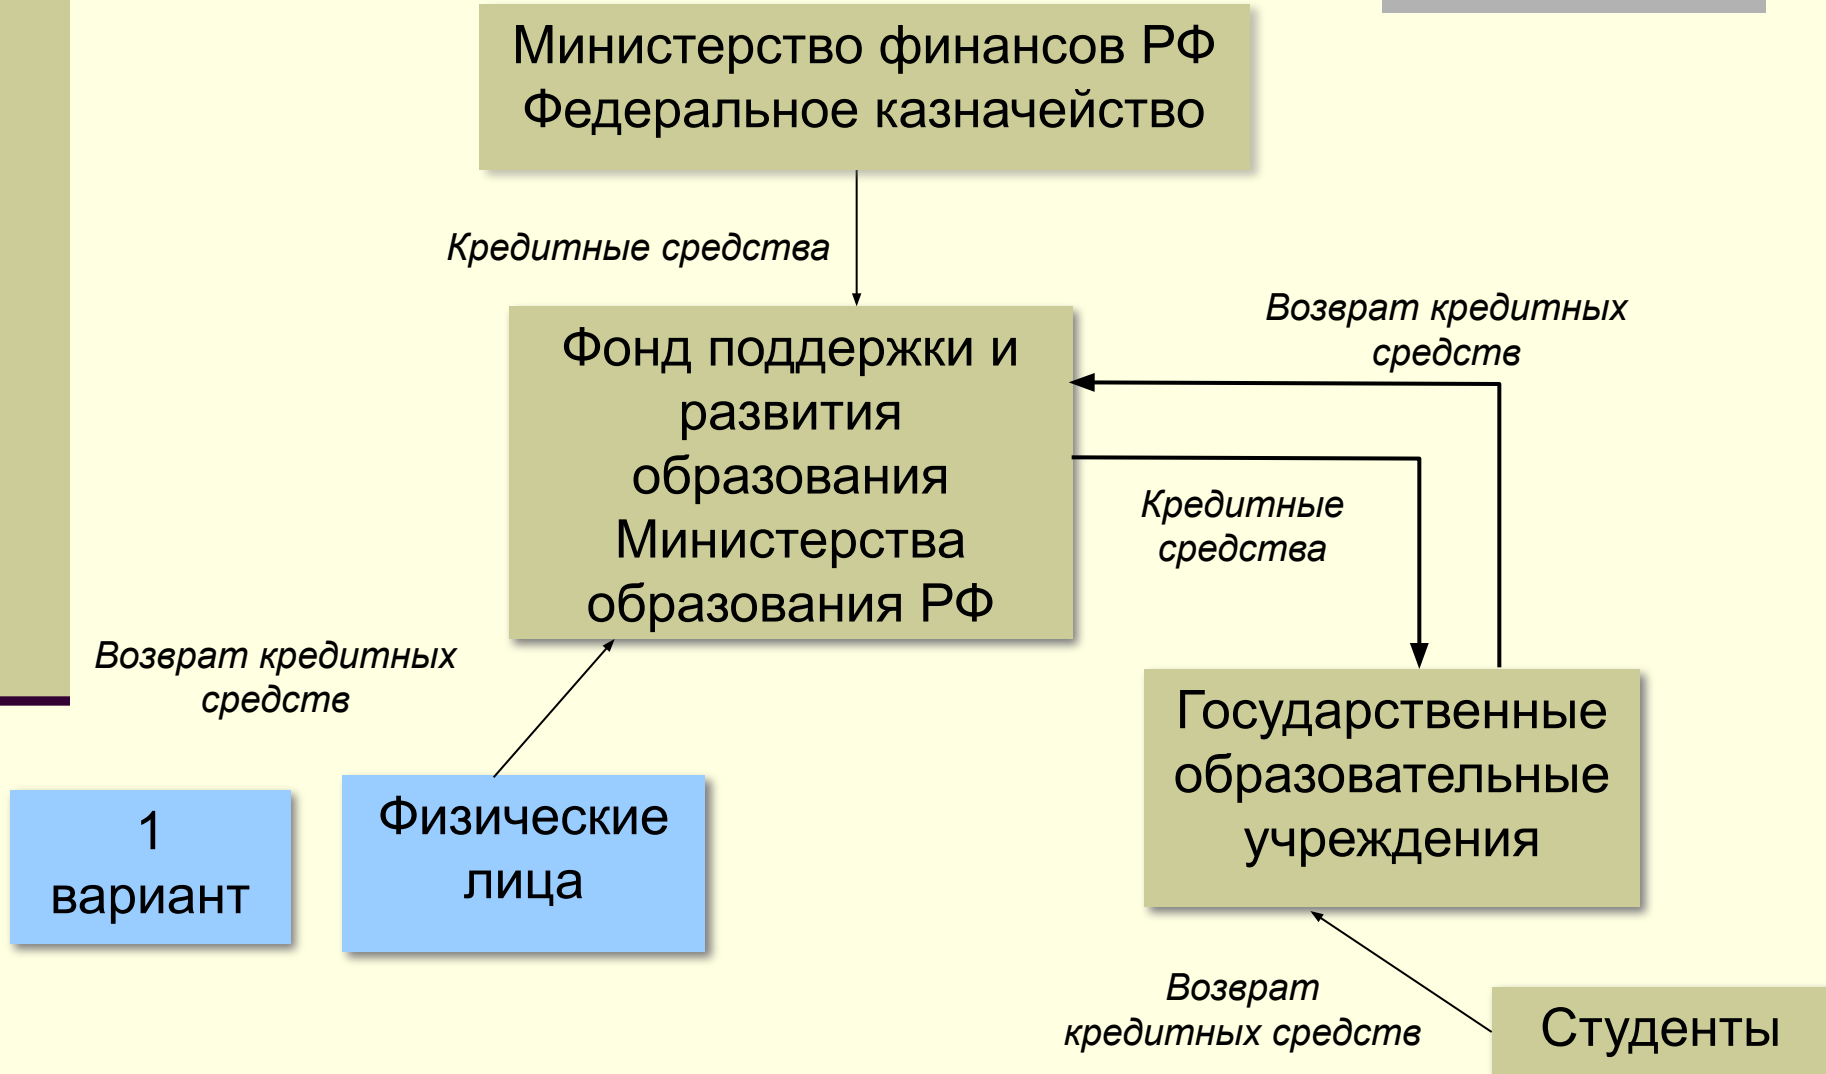 Министерство финансов РФ
Федеральное казначейство
Кредитные средства
Возврат кредитных
средств
Фонд поддержки и
развития
образования
Министерства
образования РФ
Кредитные
средства
Возврат кредитных
средств
Государственные
образовательные
учреждения
1
вариант
Физические
лица
Возврат
кредитных средств
Студенты